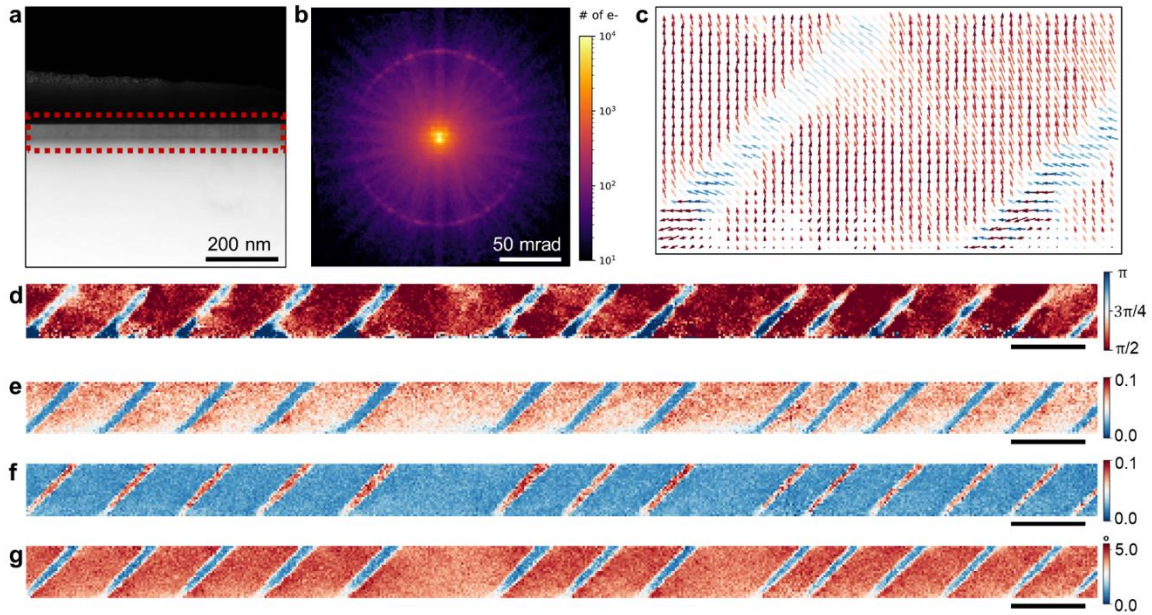 a
200 nm
b
# of e-
10⁴
10³
10²
10¹
50 mrad
c
d
π
3π/4
π/2
e
0.1
0.0
f
0.1
0.0
g
°
5.0
0.0